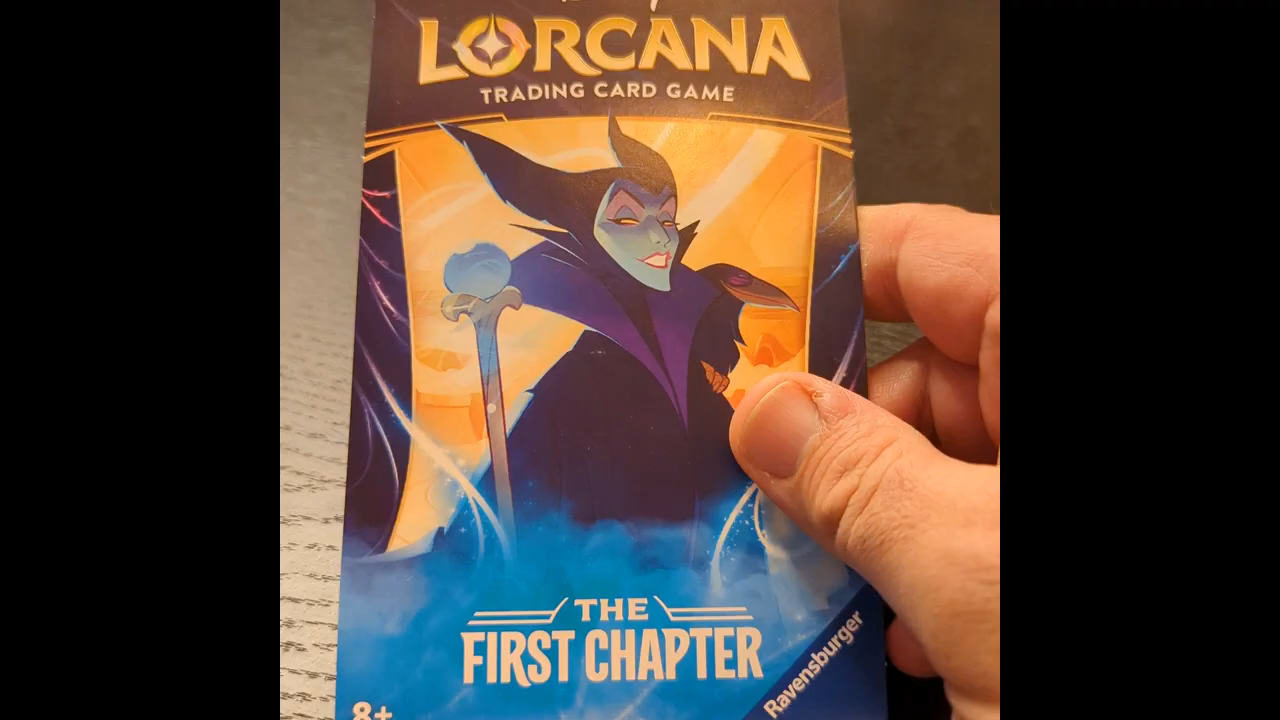 LORCANA
TRADING CARD GAME
THE
FIRST CHAPTER
Ravensburger
8+